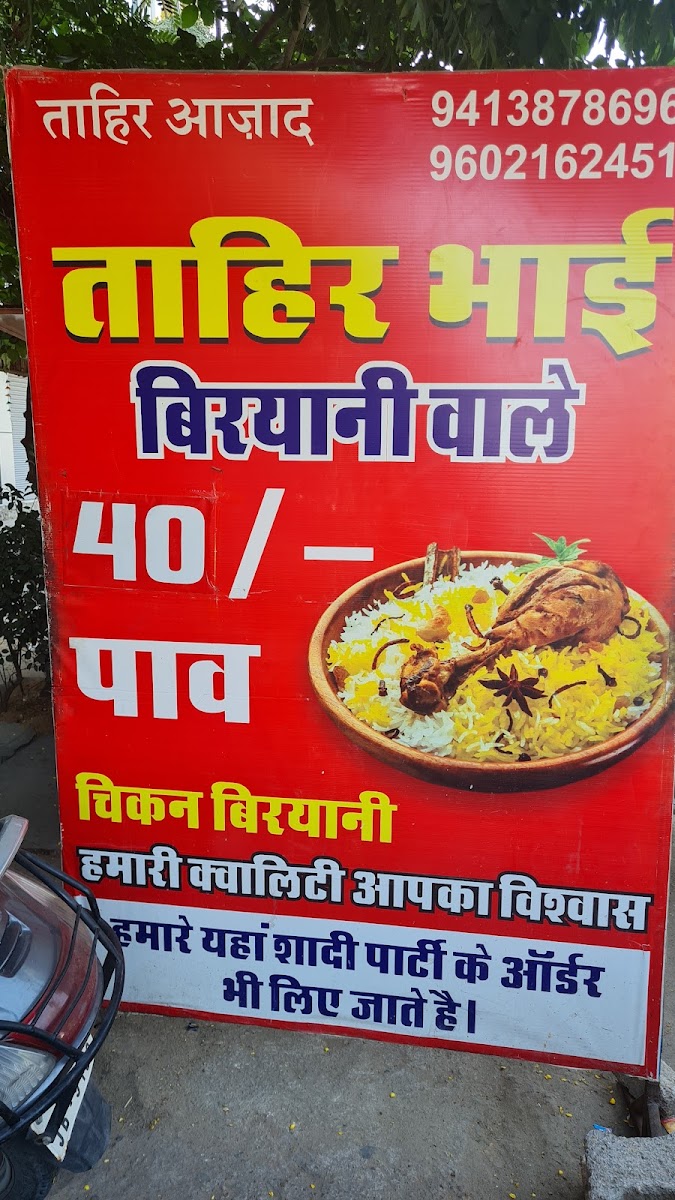 ताहिर आज़ाद 9413878696
9602162451
ताहिर भाई
बिरयानी वाले
40/-
पाव
चिकन बिरयानी
हमारी क्वालिटी आपका विश्वास
हमारे यहां शादी पार्टी के ऑर्डर
भी लिए जाते है।